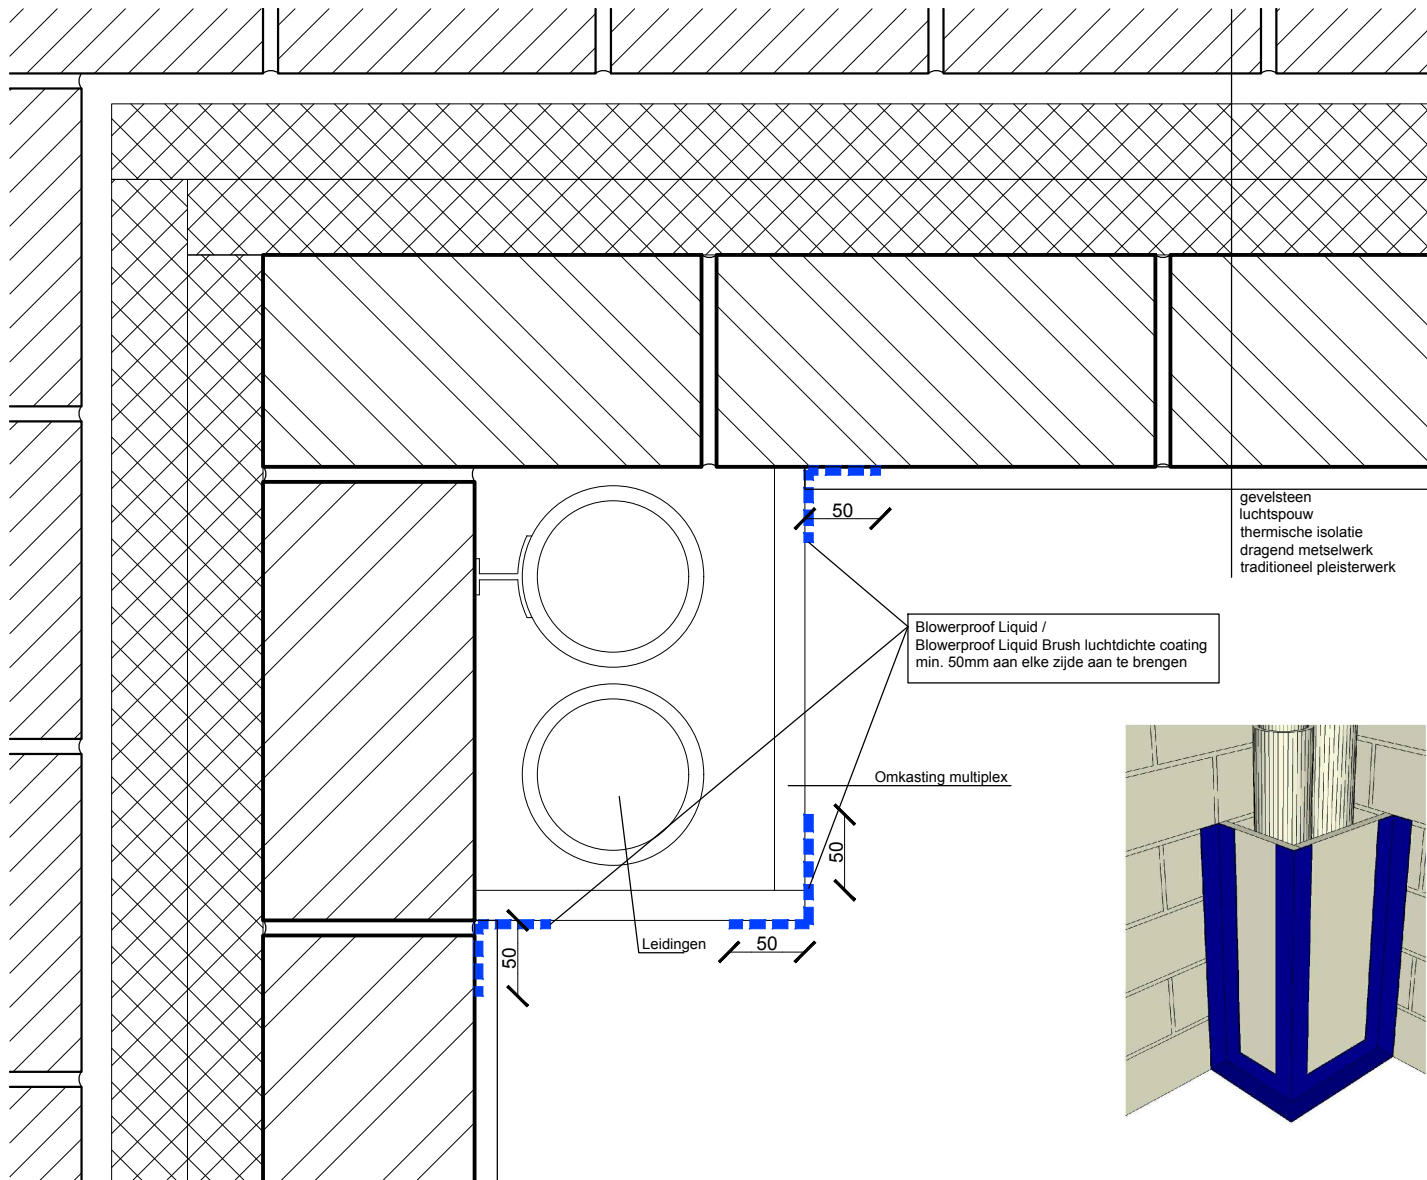 50
gevelsteen
luchtspouw
thermische isolatie
dragend metselwerk
traditioneel pleisterwerk
Blowerproof Liquid /
Blowerproof Liquid Brush luchtdichte coating
min. 50mm aan elke zijde aan te brengen
Omkasting multiplex
50
Leidingen
50
50